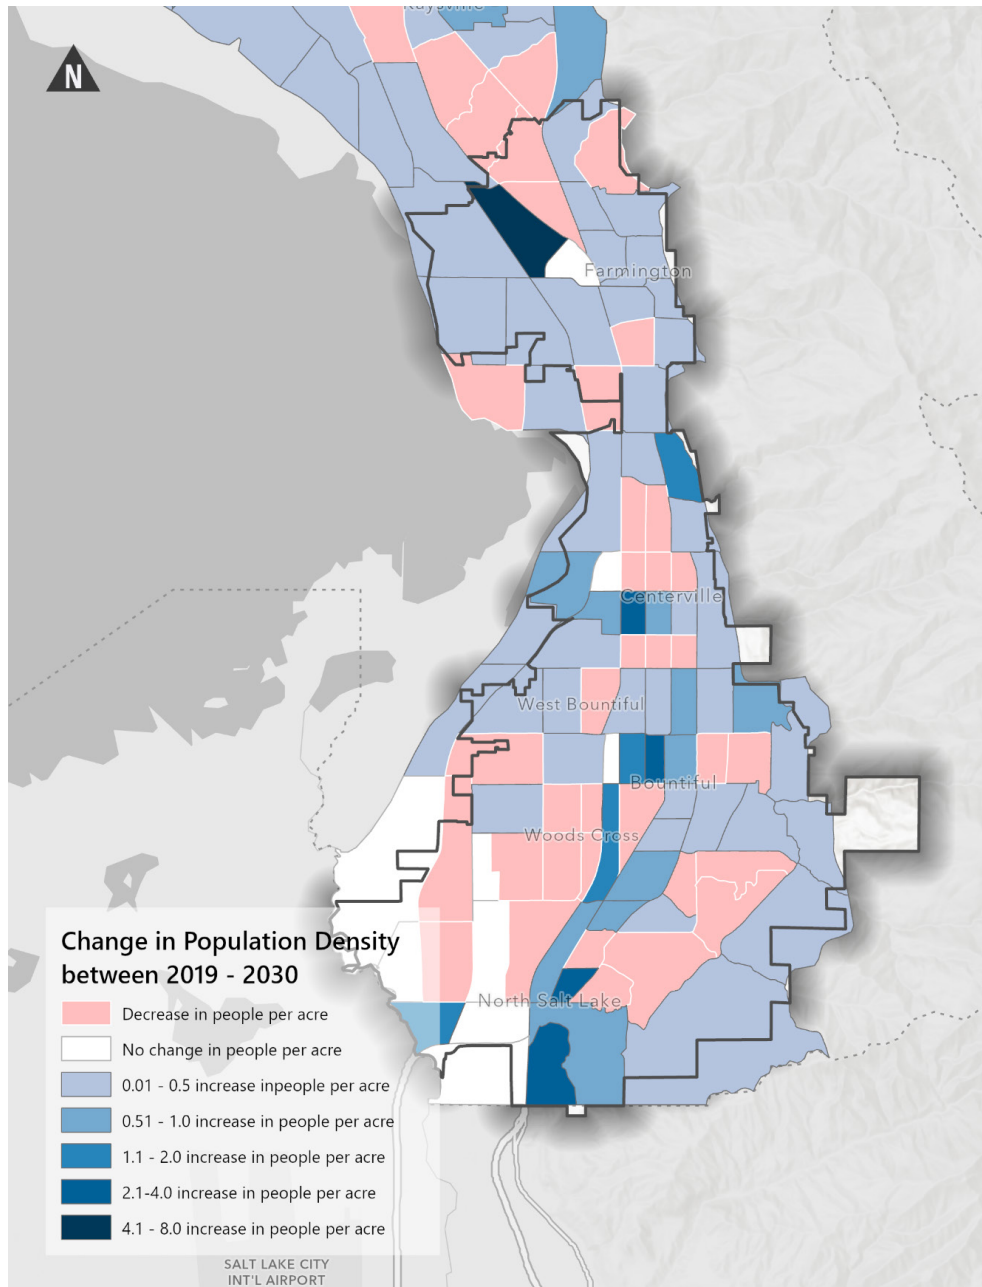 Kaysville
N
Farmington
Centerville
West Bountiful
Bountiful
Woods Cross
North Salt Lake
Change in Population Density
between 2019 - 2030
Decrease in people per acre
No change in people per acre
0.01 - 0.5 increase inpeople per acre
0.51 - 1.0 increase in people per acre
1.1 - 2.0 increase in people per acre
2.1-4.0 increase in people per acre
4.1 - 8.0 increase in people per acre
SALT LAKE CITY
INT'L AIRPORT